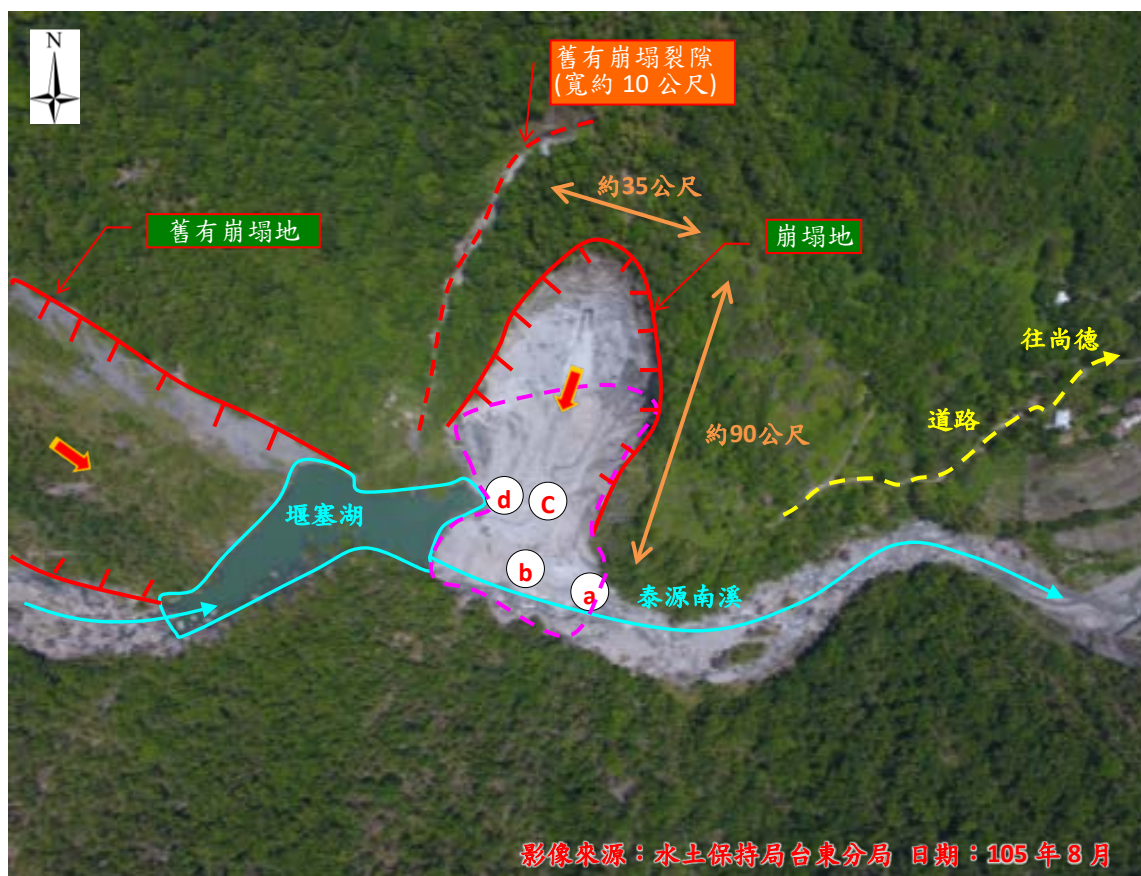 N
舊有崩塌裂隙
(寬約 10 公尺)
約35公尺
舊有崩塌地
崩塌地
往尚德
道路
約90公尺
堰塞湖
d
C
b
a
泰源南溪
影像來源：水土保持局台東分局 日期：105 年 8 月